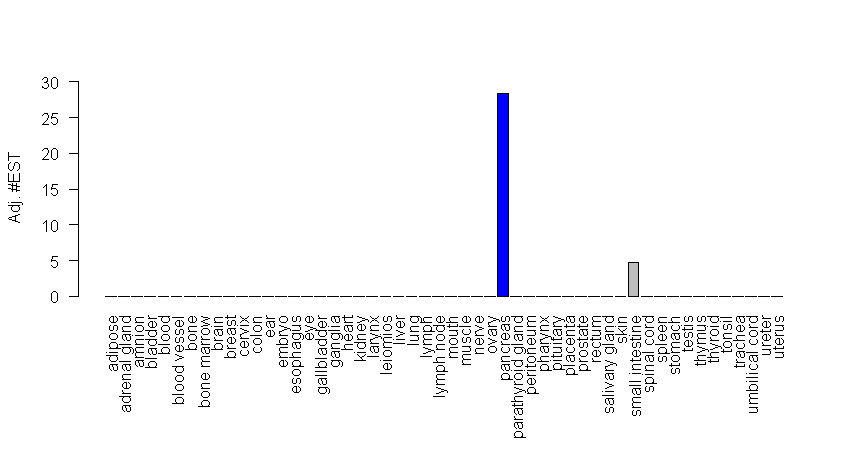 30
25
20
15
10
5
0
Adj. #EST
adipose
adrenal gland
amnion
bladder
blood
blood vessel
bone
bone marrow
brain
breast
cervix
colon
ear
embryo
esophagus
eye
gallbladder
ganglia
heart
kidney
larynx
leiomios
liver
lung
lymph
lymph node
mouth
muscle
nerve
ovary
pancreas
parathyroid gland
peritoneum
pharynx
pituitary
placenta
prostate
rectum
salivary gland
skin
small intestine
spinal cord
spleen
stomach
testis
thymus
thyroid
tonsil
trachea
umbilical cord
ureter
uterus